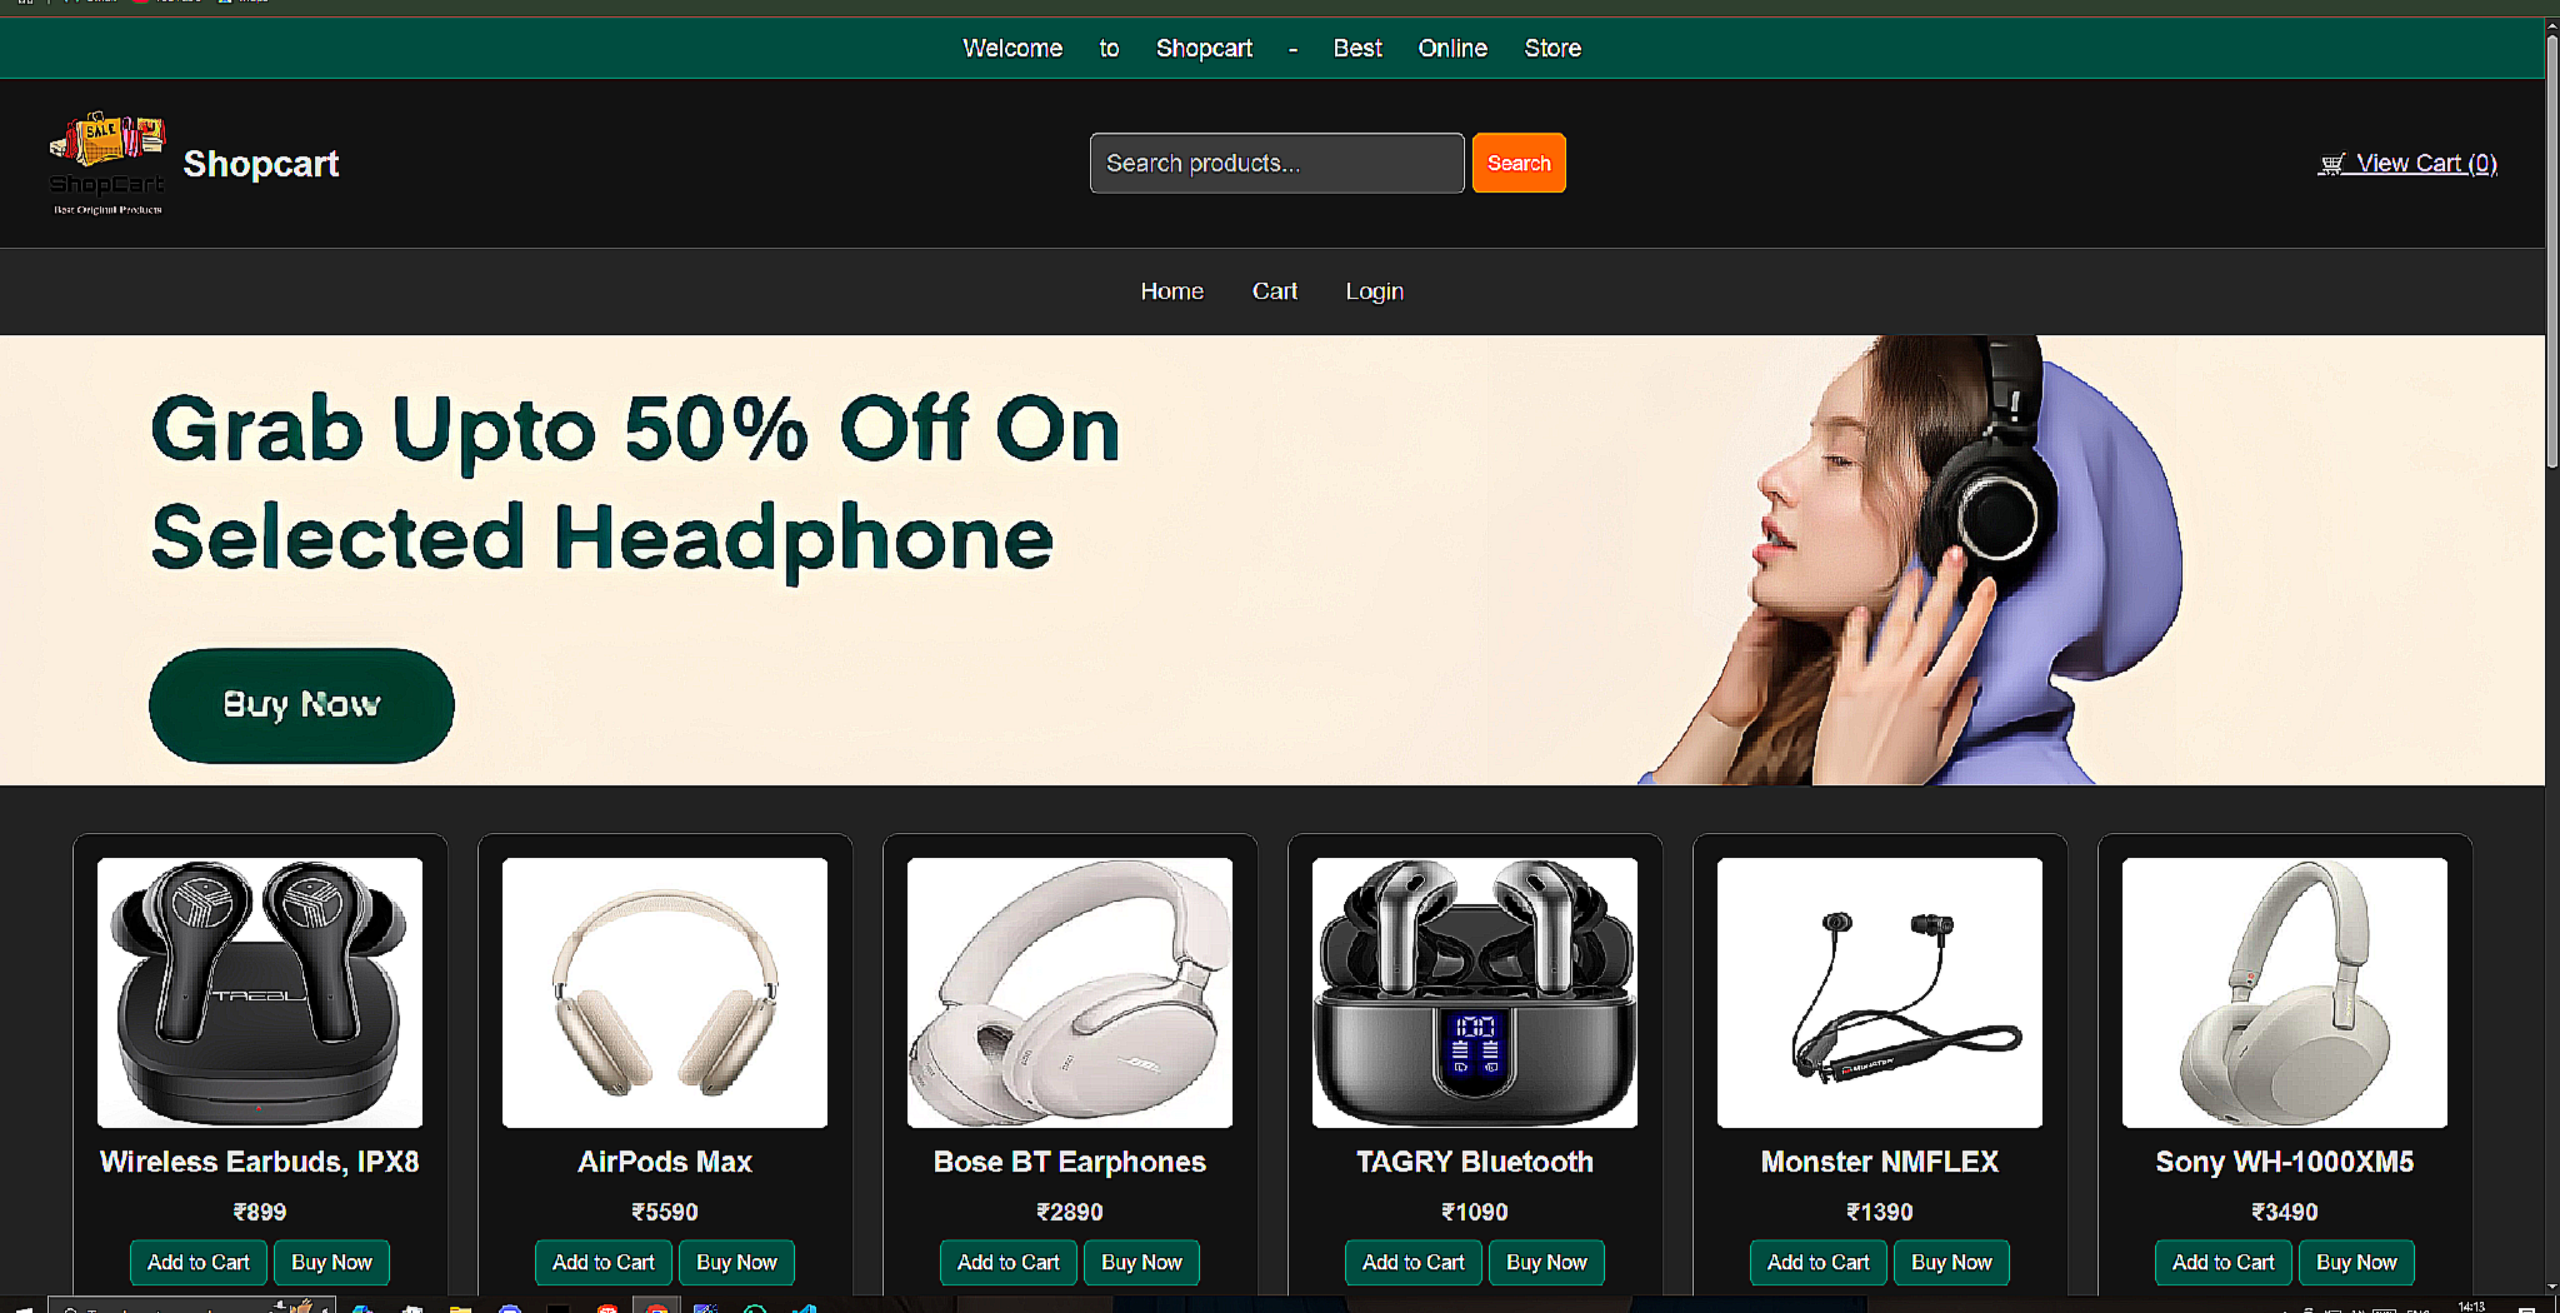 Welcome to Shopcart - Best Online Store
SALE
ShopCart
Best Original Products
Shopcart
Search products...
Search
View Cart (0)
Home Cart Login
Grab Upto 50% Off On
Selected Headphone
Buy Now
100
Wireless Earbuds, IPX8
₹899
Add to Cart Buy Now
AirPods Max
₹5590
Add to Cart Buy Now
Bose BT Earphones
₹2890
Add to Cart Buy Now
TAGRY Bluetooth
₹1090
Add to Cart Buy Now
Monster NMFLEX
₹1390
Add to Cart Buy Now
Sony WH-1000XM5
₹3490
Add to Cart Buy Now
14:13